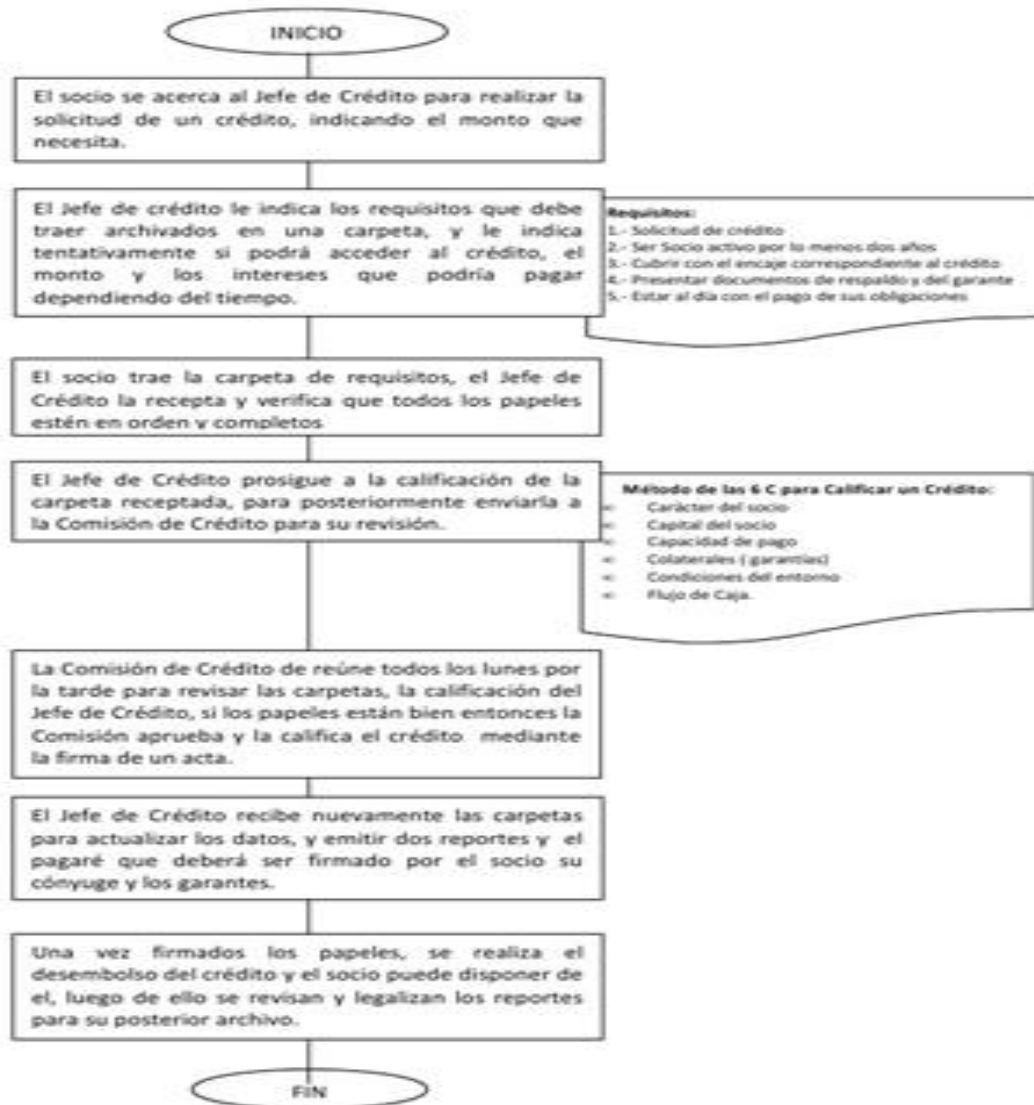 INICIO
El socio se acerca al Jefe de Crédito para realizar la
solicitud de un crédito, indicando el monto que
necesita.
El Jefe de crédito le indica los requisitos que debe
traer archivados en una carpeta, y le indica
tentativamente si podrá acceder al crédito, el
monto y los intereses que podría pagar
dependiendo del tiempo.
Requisitos:
1.- Solicitud de crédito
2.- Ser Socio activo por lo menos dos años
3.- Cubrir con el encaje correspondiente al crédito
4.- Presentar documentos de respaldo y del garante
5.- Estar al día con el pago de sus obligaciones
El socio trae la carpeta de requisitos, el Jefe de
Crédito la recepta y verifica que todos los papeles
estén en orden y completos
El Jefe de Crédito prosigue a la calificación de la
carpeta receptada, para posteriormente enviarla a
la Comisión de Crédito para su revisión.
Método de las 6 C para Calificar un Crédito:
Carácter del socio
Capital del socio
Capacidad de pago
Colaterales ( garantías)
Condiciones del entorno
Flujo de Caja.
La Comisión de Crédito de reúne todos los lunes por
la tarde para revisar las carpetas, la calificación del
Jefe de Crédito, si los papeles están bien entonces la
Comisión aprueba y la califica el crédito mediante
la firma de un acta.
El Jefe de Crédito recibe nuevamente las carpetas
para actualizar los datos, y emitir dos reportes y el
pagaré que deberá ser firmado por el socio su
cónyuge y los garantes.
Una vez firmados los papeles, se realiza el
desembolso del crédito y el socio puede disponer de
el, luego de ello se revisan y legalizan los reportes
para su posterior archivo.
FIN